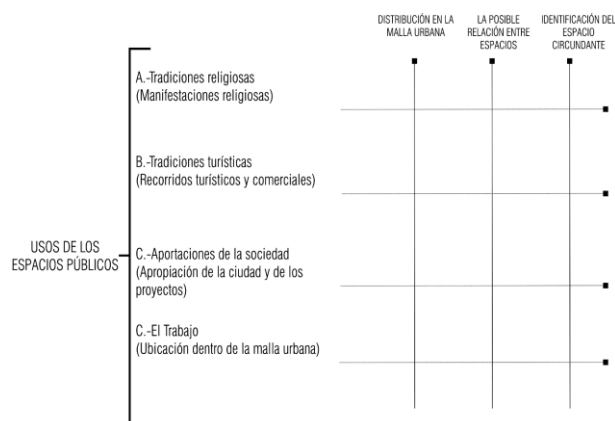 DISTRIBUCIÓN EN LA
MALLA URBANA
LA POSIBLE
RELACIÓN ENTRE
ESPACIOS
IDENTIFICACIÓN DEL
ESPACIO
CIRCUNDANTE
USOS DE LOS
ESPACIOS PÚBLICOS
A.-Tradiciones religiosas
(Manifestaciones religiosas)
B.-Tradiciones turísticas
(Recorridos turísticos y comerciales)
C.-Aportaciones de la sociedad
(Apropiación de la ciudad y de los
proyectos)
C.-El Trabajo
(Ubicación dentro de la malla urbana)